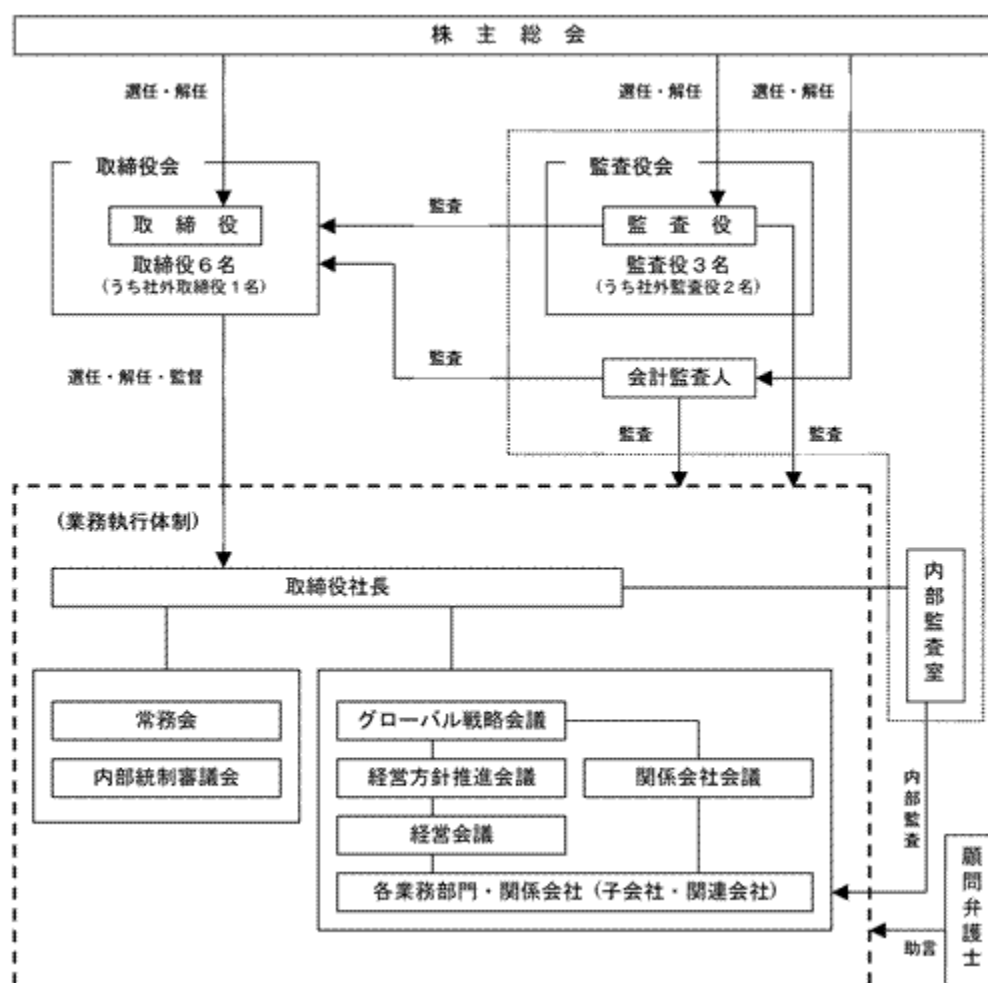 株主総会
選任・解任
選任・解任
選任・解任
取締役会
監査役会
監査
取締役
監査役
取締役6名
(うち社外取締役1名)
監査役3名
(うち社外監査役2名)
監査
選任・解任・監督
会計監査人
監査
監査
(業務執行体制)
取締役社長
内部監査室
常務会
内部統制審議会
グローバル戦略会議
経営方針推進会議
関係会社会議
経営会議
各業務部門・関係会社(子会社・関連会社)
内部監査
顧問弁護士
助言